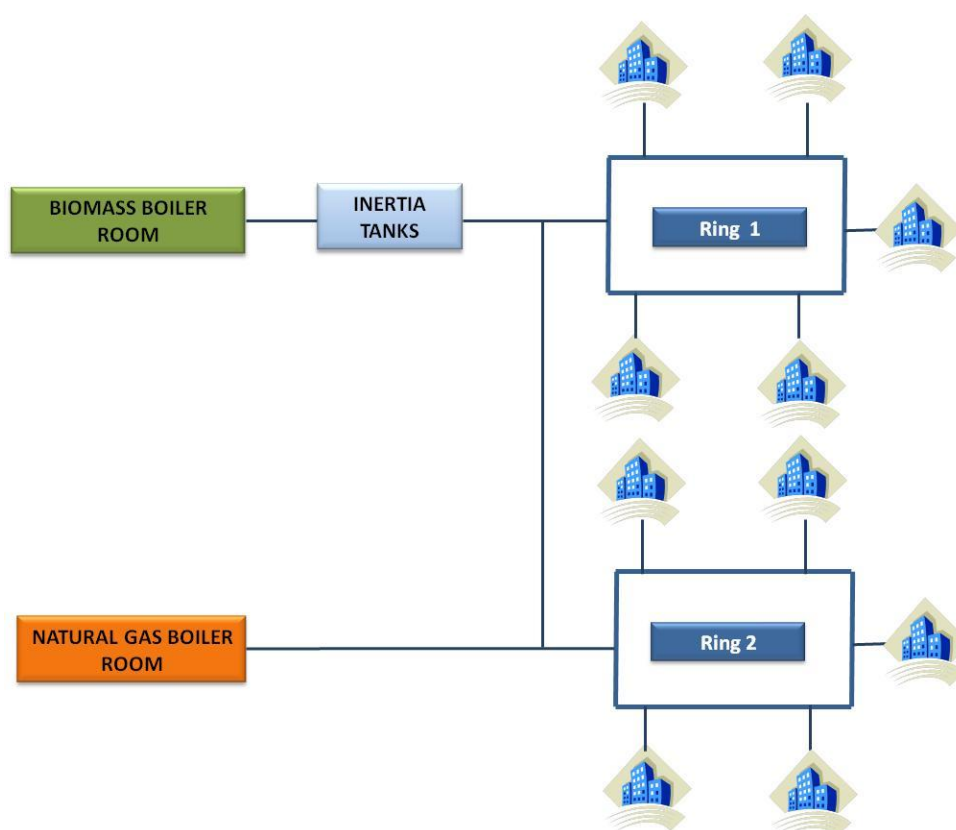 BIOMASS BOILER
ROOM
INERTIA
TANKS
Ring 1
NATURAL GAS BOILER
ROOM
Ring 2